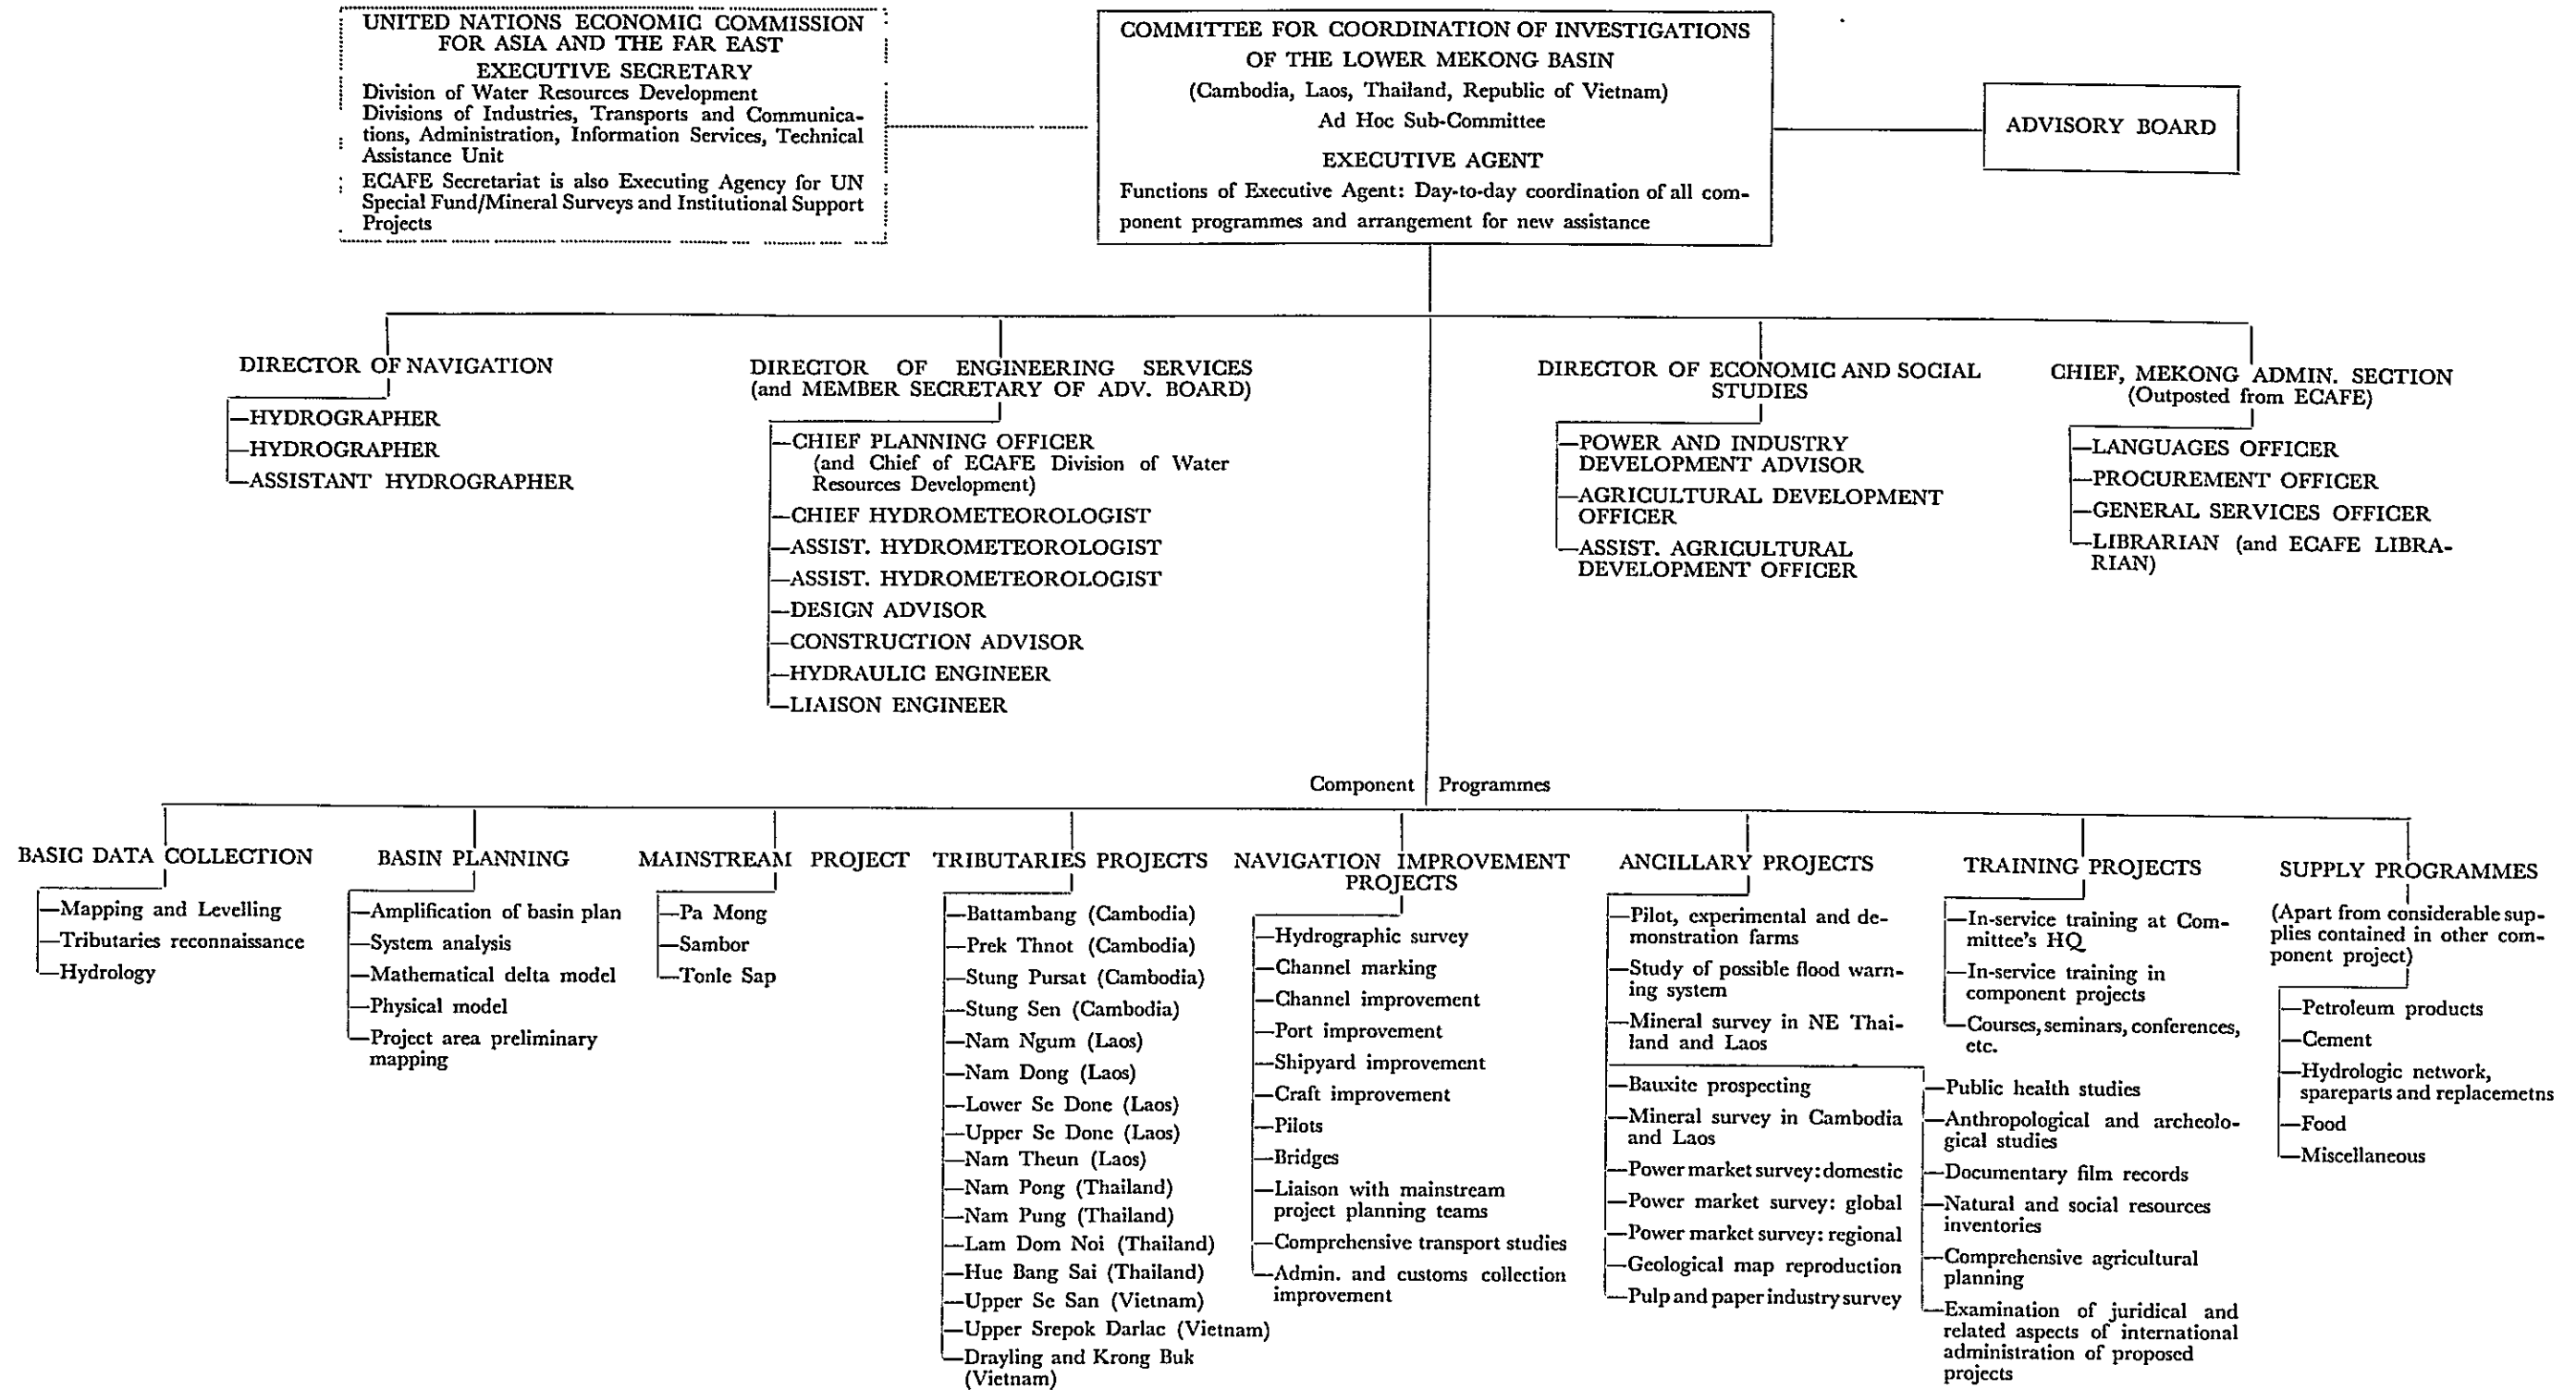 UNITED NATIONS ECONOMIC COMMISSION
FOR ASIA AND THE FAR EAST
EXECUTIVE SECRETARY
Division of Water Resources Development
Divisions of Industries, Transports and Communica-
tions, Administration, Information Services, Technical
Assistance Unit
ECAFE Secretariat is also Executing Agency for UN
Special Fund/Mineral Surveys and Institutional Support
Projects
COMMITTEE FOR COORDINATION OF INVESTIGATIONS
OF THE LOWER MEKONG BASIN
(Cambodia, Laos, Thailand, Republic of Vietnam)
Ad Hoc Sub-Committee
EXECUTIVE AGENT
Functions of Executive Agent: Day-to-day coordination of all com-
ponent programmes and arrangement for new assistance
ADVISORY BOARD
DIRECTOR OF NAVIGATION
—HYDROGRAPHER
—HYDROGRAPHER
—ASSISTANT HYDROGRAPHER
DIRECTOR OF ENGINEERING SERVICES
(and MEMBER SECRETARY OF ADV. BOARD)
—CHIEF PLANNING OFFICER
(and Chief of ECAFE Division of Water
Resources Development)
—CHIEF HYDROMETEOROLOGIST
—ASSIST. HYDROMETEOROLOGIST
—ASSIST. HYDROMETEOROLOGIST
—DESIGN ADVISOR
—CONSTRUCTION ADVISOR
—HYDRAULIC ENGINEER
—LIAISON ENGINEER
DIRECTOR OF ECONOMIC AND SOCIAL
STUDIES
—POWER AND INDUSTRY
DEVELOPMENT ADVISOR
—AGRICULTURAL DEVELOPMENT
OFFICER
—ASSIST. AGRICULTURAL
DEVELOPMENT OFFICER
CHIEF, MEKONG ADMIN. SECTION
(Outposted from ECAFE)
—LANGUAGES OFFICER
—PROCUREMENT OFFICER
—GENERAL SERVICES OFFICER
—LIBRARIAN (and ECAFE LIBRA-
RIAN)
Component Programmes
BASIC DATA COLLECTION
—Mapping and Levelling
—Tributaries reconnaissance
—Hydrology
BASIN PLANNING
—Amplification of basin plan
—System analysis
—Mathematical delta model
—Physical model
—Project area preliminary
mapping
MAINSTREAM PROJECT
—Pa Mong
—Sambor
—Tonle Sap
TRIBUTARIES PROJECTS
—Battambang (Cambodia)
—Prek Thnot (Cambodia)
—Stung Pursat (Cambodia)
—Stung Sen (Cambodia)
—Nam Ngum (Laos)
—Nam Dong (Laos)
—Lower Se Done (Laos)
—Upper Se Done (Laos)
—Nam Theun (Laos)
—Nam Pong (Thailand)
—Nam Pung (Thailand)
—Lam Dom Noi (Thailand)
—Hue Bang Sai (Thailand)
—Upper Se San (Vietnam)
—Upper Srepok Darlac (Vietnam)
—Drayling and Krong Buk
(Vietnam)
NAVIGATION IMPROVEMENT
PROJECTS
—Hydrographic survey
—Channel marking
—Channel improvement
—Port improvement
—Shipyard improvement
—Craft improvement
—Pilots
—Bridges
—Liaison with mainstream
project planning teams
—Comprehensive transport studies
—Admin. and customs collection
improvement
ANCILLARY PROJECTS
—Pilot, experimental and de-
monstration farms
—Study of possible flood warn-
ing system
—Mineral survey in NE Thai-
land and Laos
—Bauxite prospecting
—Mineral survey in Cambodia
and Laos
—Power market survey: domestic
—Power market survey: global
—Power market survey: regional
—Geological map reproduction
—Pulp and paper industry survey
—Public health studies
—Anthropological and archeolo-
gical studies
—Documentary film records
—Natural and social resources
inventories
—Comprehensive agricultural
planning
—Examination of juridical and
related aspects of international
administration of proposed
projects
TRAINING PROJECTS
—In-service training at Com-
mittee's HQ
—In-service training in
component projects
—Courses, seminars, conferences,
etc.
SUPPLY PROGRAMMES
(Apart from considerable sup-
plies contained in other com-
ponent project)
—Petroleum products
—Cement
—Hydrologic network,
spareparts and replacemetns
—Food
—Miscellaneous